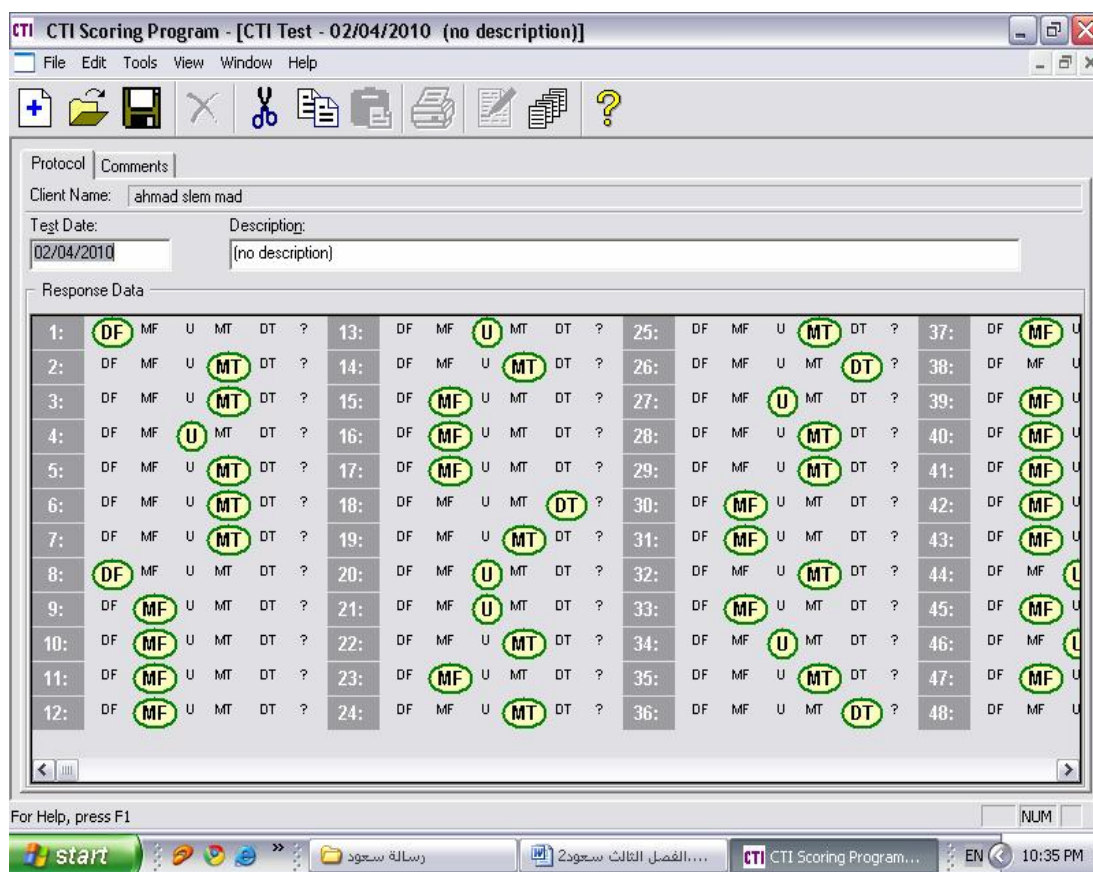 CTI CTI Scoring Program - [CTI Test - 02/04/2010 (no description)]
File Edit Tools View Window Help
Protocol Comments
Client Name: ahmad slem mad
Test Date: Description:
02/04/2010 (no description)
Response Data
1: DF MF U MT DT ? 13: DF MF U MT DT ? 25: DF MF U MT DT ? 37: DF MF U
2: DF MF U MT DT ? 14: DF MF U MT DT ? 26: DF MF U MT DT ? 38: DF MF U
3: DF MF U MT DT ? 15: DF MF U MT DT ? 27: DF MF U MT DT ? 39: DF MF U
4: DF MF U MT DT ? 16: DF MF U MT DT ? 28: DF MF U MT DT ? 40: DF MF U
5: DF MF U MT DT ? 17: DF MF U MT DT ? 29: DF MF U MT DT ? 41: DF MF U
6: DF MF U MT DT ? 18: DF MF U MT DT ? 30: DF MF U MT DT ? 42: DF MF U
7: DF MF U MT DT ? 19: DF MF U MT DT ? 31: DF MF U MT DT ? 43: DF MF U
8: DF MF U MT DT ? 20: DF MF U MT DT ? 32: DF MF U MT DT ? 44: DF MF U
9: DF MF U MT DT ? 21: DF MF U MT DT ? 33: DF MF U MT DT ? 45: DF MF U
10: DF MF U MT DT ? 22: DF MF U MT DT ? 34: DF MF U MT DT ? 46: DF MF U
11: DF MF U MT DT ? 23: DF MF U MT DT ? 35: DF MF U MT DT ? 47: DF MF U
12: DF MF U MT DT ? 24: DF MF U MT DT ? 36: DF MF U MT DT ? 48: DF MF U
For Help, press F1 NUM
start رسالة سعود الفصل الثالث سعود2.... CTI CTI Scoring Program... EN 10:35 PM